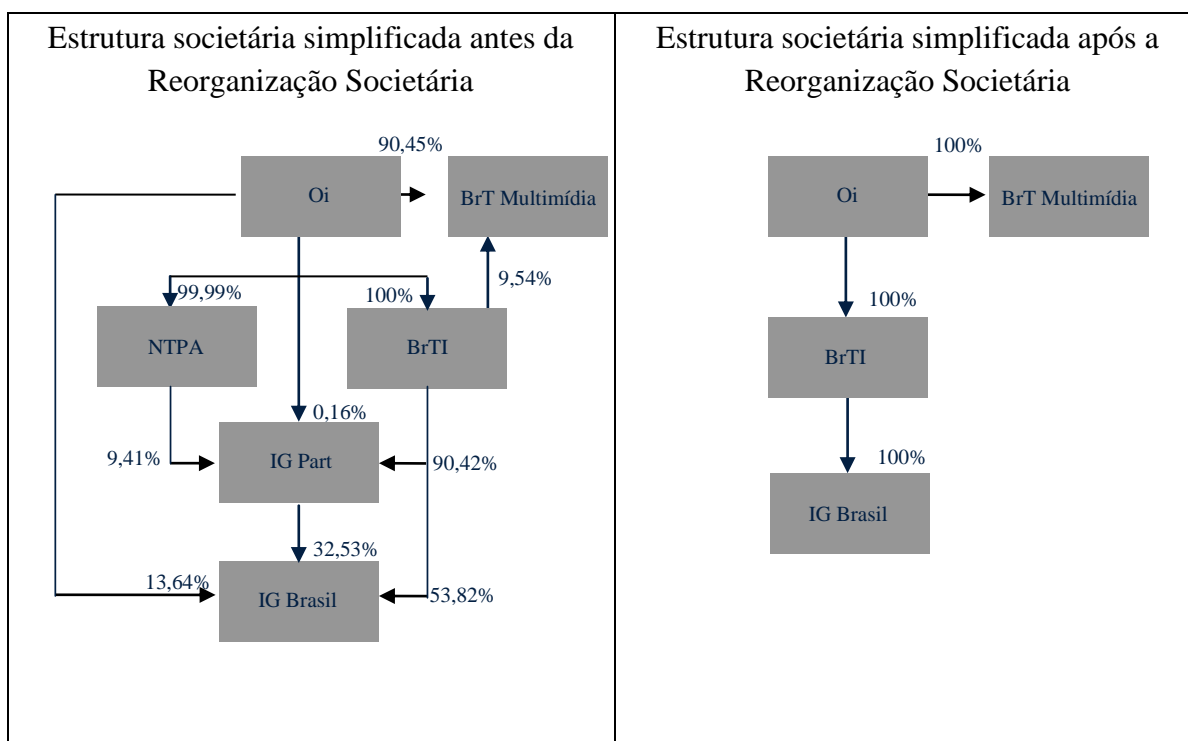 Estrutura societária simplificada antes da
Reorganização Societária
90,45%
Oi
BrT Multimídia
9,54%
99,99%
100%
NTPA
BrTI
0,16%
9,41%
IG Part
90,42%
32,53%
13,64%
IG Brasil
53,82%
Estrutura societária simplificada após a
Reorganização Societária
100%
Oi
BrT Multimídia
100%
BrTI
100%
IG Brasil